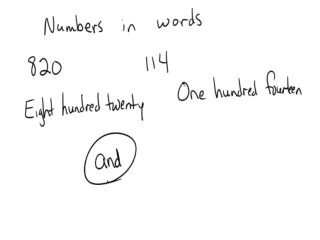 Numbers in words
820
114
Eight hundred twenty
One hundred fourteen
and